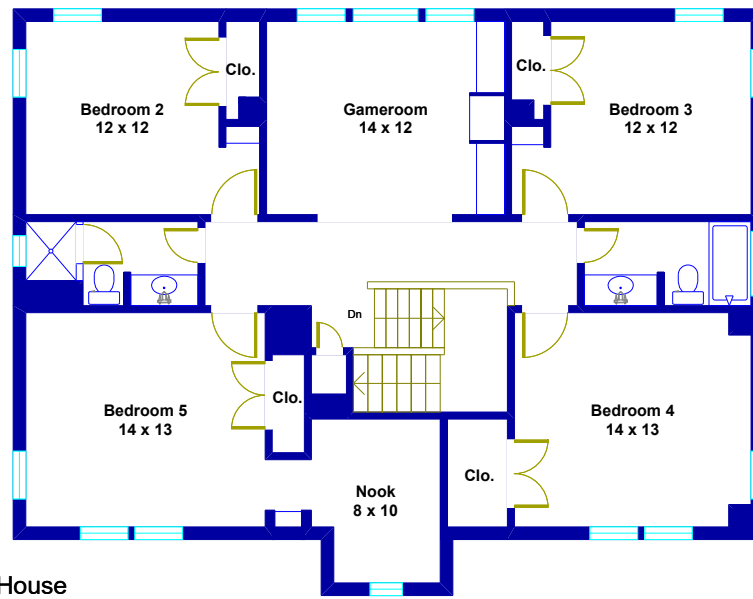 Clo.
Clo.
Bedroom 2
12 x 12
Gameroom
14 x 12
Bedroom 3
12 x 12
Dn
Bedroom 5
14 x 13
Clo.
Bedroom 4
14 x 13
Clo.
Nook
8 x 10
House